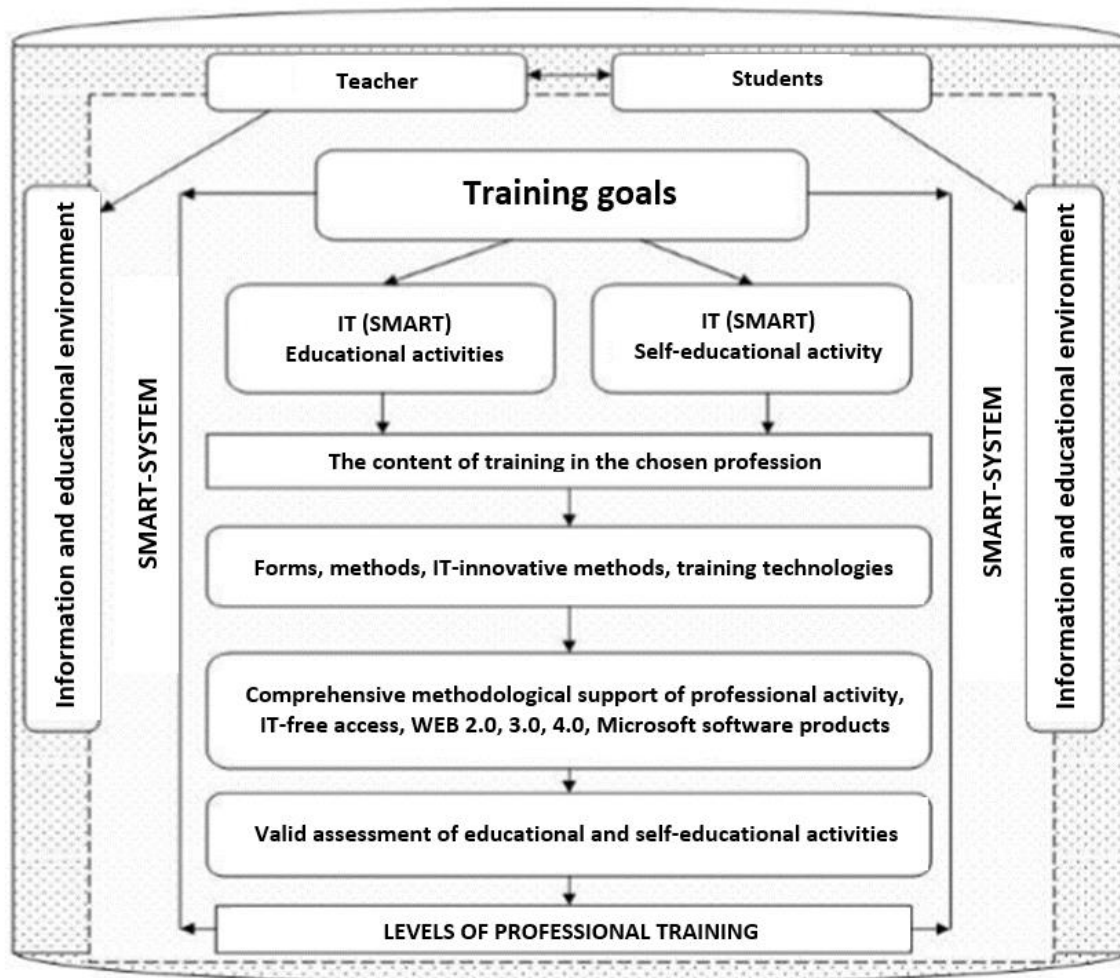 Teacher
Students
Training goals
Information and educational environment
SMART-SYSTEM
IT (SMART)
Educational activities
IT (SMART)
Self-educational activity
SMART-SYSTEM
Information and educational environment
The content of training in the chosen profession
Forms, methods, IT-innovative methods, training technologies
Comprehensive methodological support of professional activity,
IT-free access, WEB 2.0, 3.0, 4.0, Microsoft software products
Valid assessment of educational and self-educational activities
LEVELS OF PROFESSIONAL TRAINING